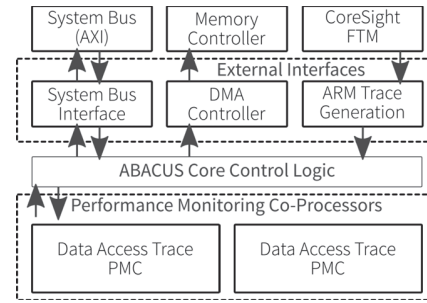 System Bus
(AXI)
Memory
Controller
CoreSight
FTM
External Interfaces
System Bus
Interface
DMA
Controller
ARM Trace
Generation
ABACUS Core Control Logic
Performance Monitoring Co-Processors
Data Access Trace
PMC
Data Access Trace
PMC